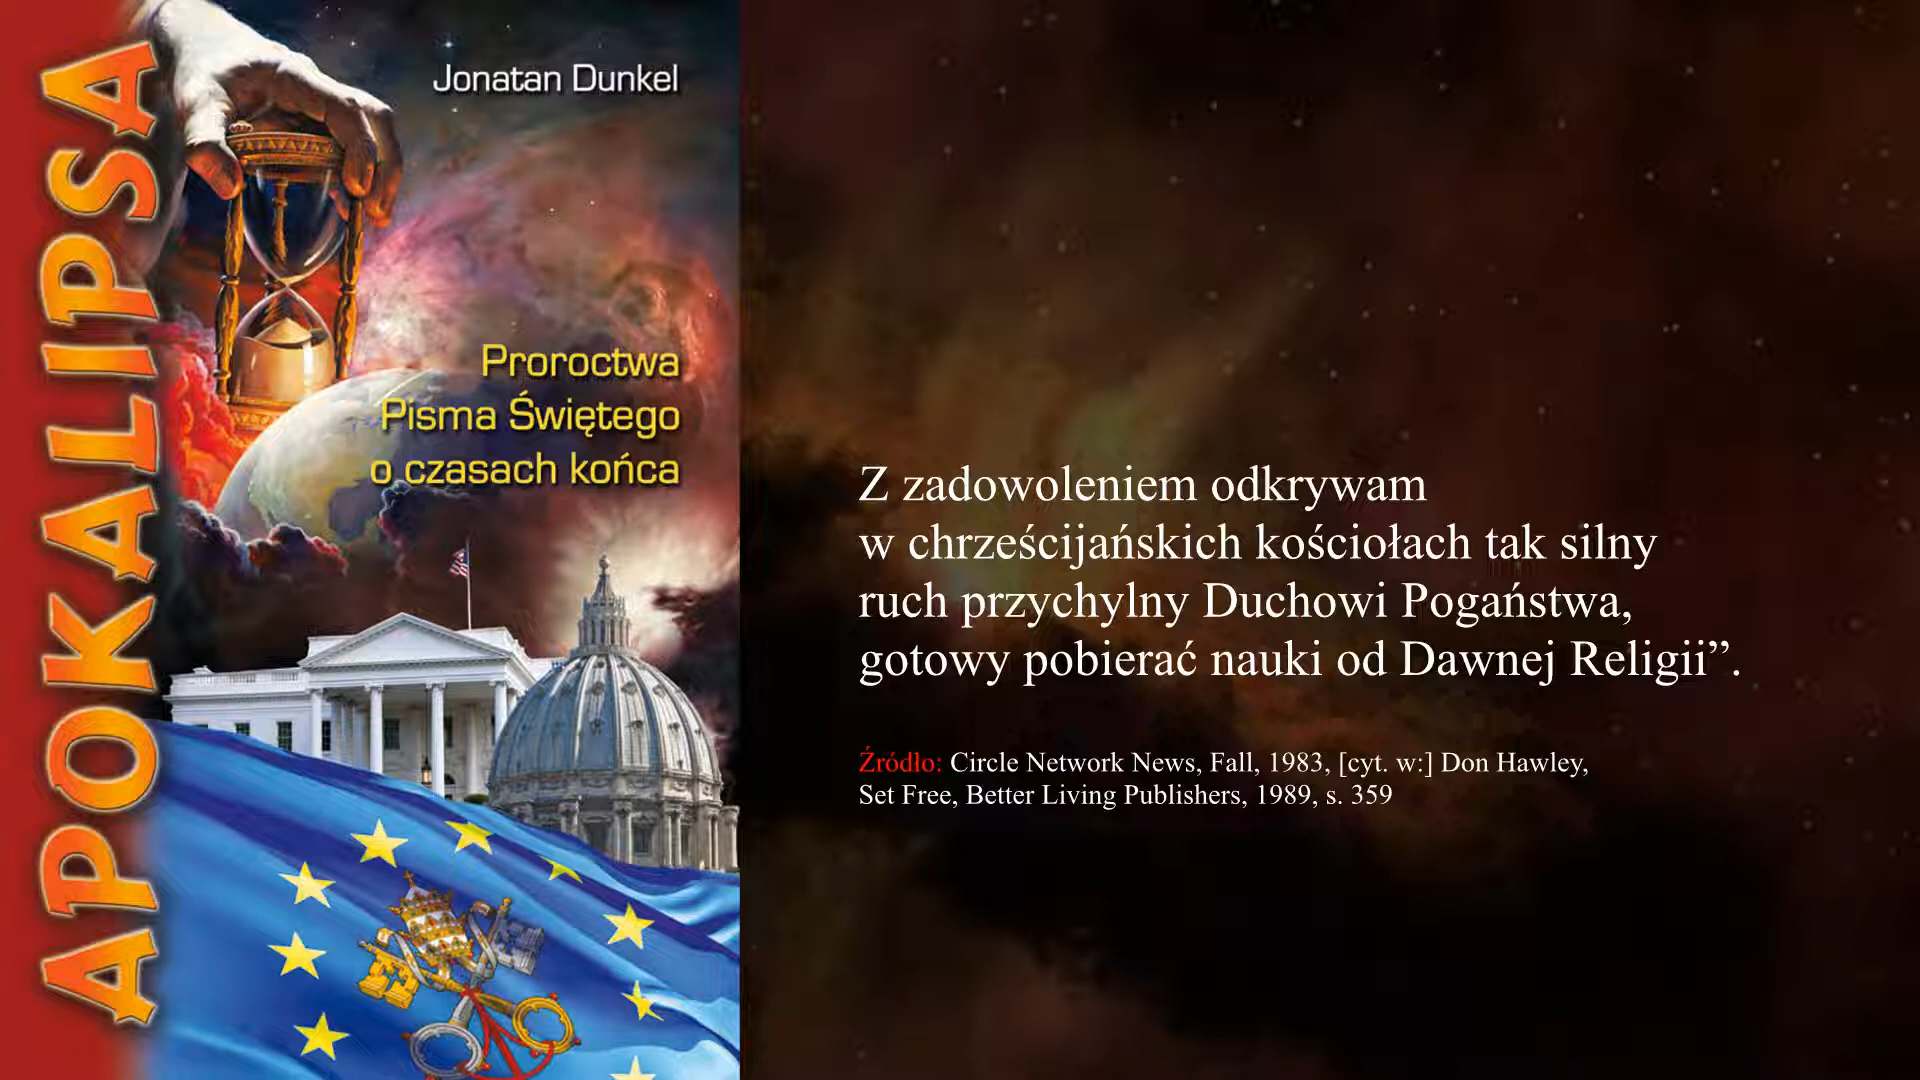 APOKALIPSA
Jonatan Dunkel
Proroctwa
Pisma Świętego
o czasach końca
Z zadowoleniem odkrywam
w chrześcijańskich kościołach tak silny
ruch przychylny Duchowi Pogaństwa,
gotowy pobierać nauki od Dawnej Religii”.
Źródło: Circle Network News, Fall, 1983, [cyt. w:] Don Hawley,
Set Free, Better Living Publishers, 1989, s. 359